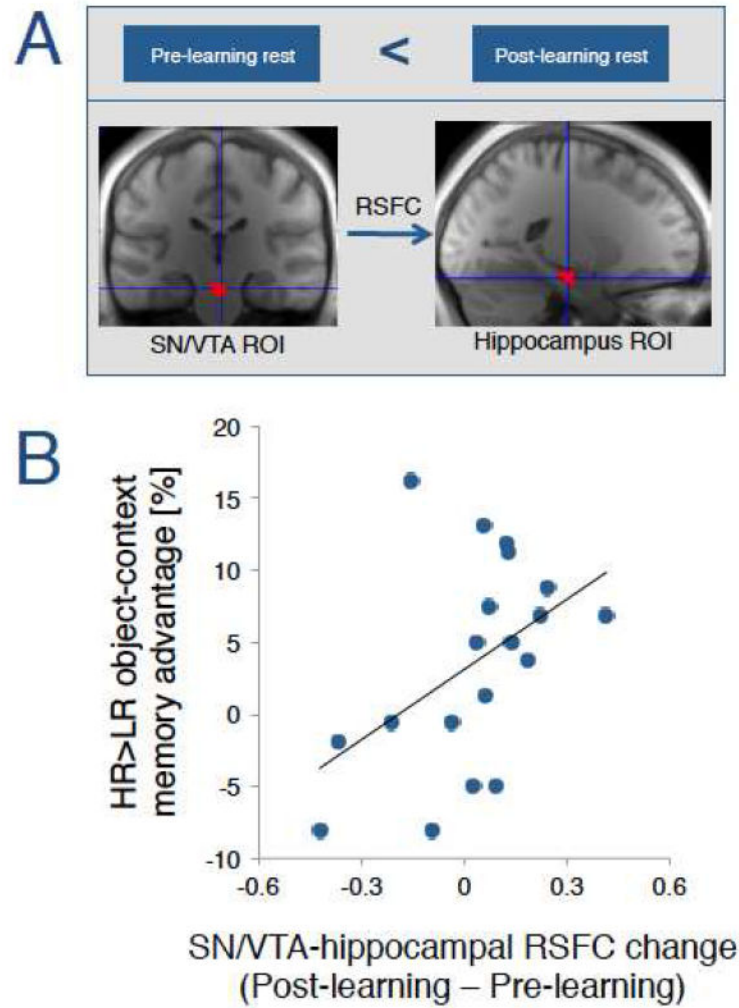 A
Pre-learning rest < Post-learning rest
RSFC
SN/VTA ROI
Hippocampus ROI
B
HR>LR object-context
memory advantage [%]
20
15
10
5
0
-5
-10
-0.6 -0.3 0 0.3 0.6
SN/VTA-hippocampal RSFC change
(Post-learning – Pre-learning)